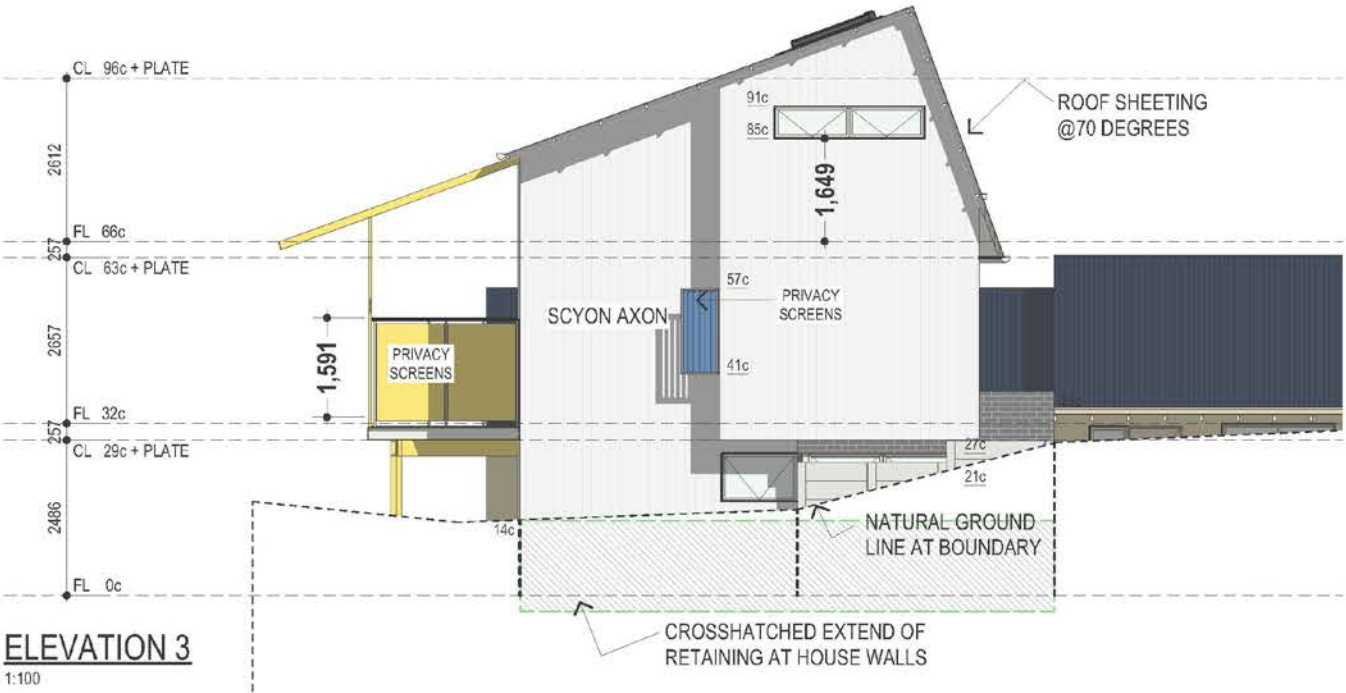 CL 96c + PLATE
2612
FL 66c
257
CL 63c + PLATE
2657
FL 32c
257
CL 29c + PLATE
2486
FL 0c
ELEVATION 3
1:100
91c
85c
1,649
ROOF SHEETING
@70 DEGREES
57c
SCYON AXON
PRIVACY
SCREENS
41c
1,591
PRIVACY
SCREENS
27c
21c
14c
NATURAL GROUND
LINE AT BOUNDARY
CROSSHATCHED EXTEND OF
RETAINING AT HOUSE WALLS